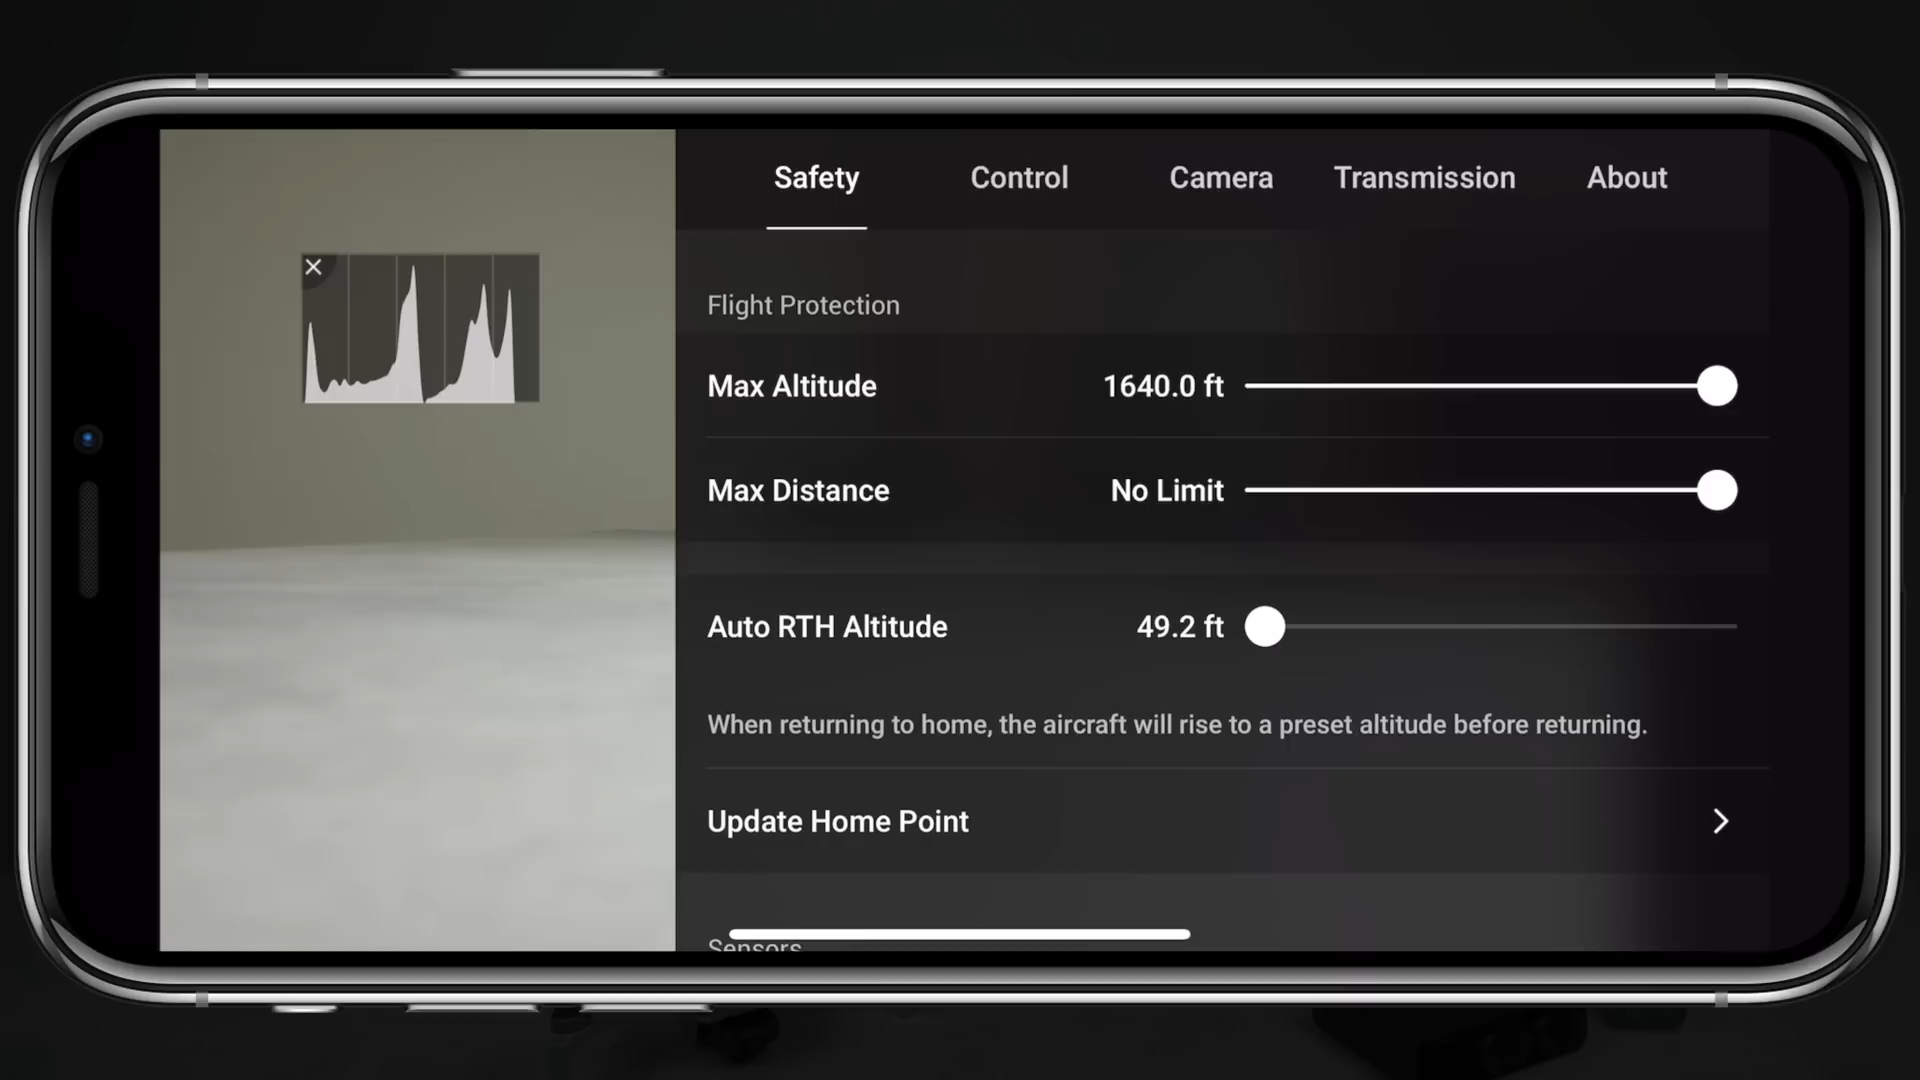 Safety Control Camera Transmission About
Flight Protection
Max Altitude 1640.0 ft
Max Distance No Limit
Auto RTH Altitude 49.2 ft
When returning to home, the aircraft will rise to a preset altitude before returning.
Update Home Point
Sensors